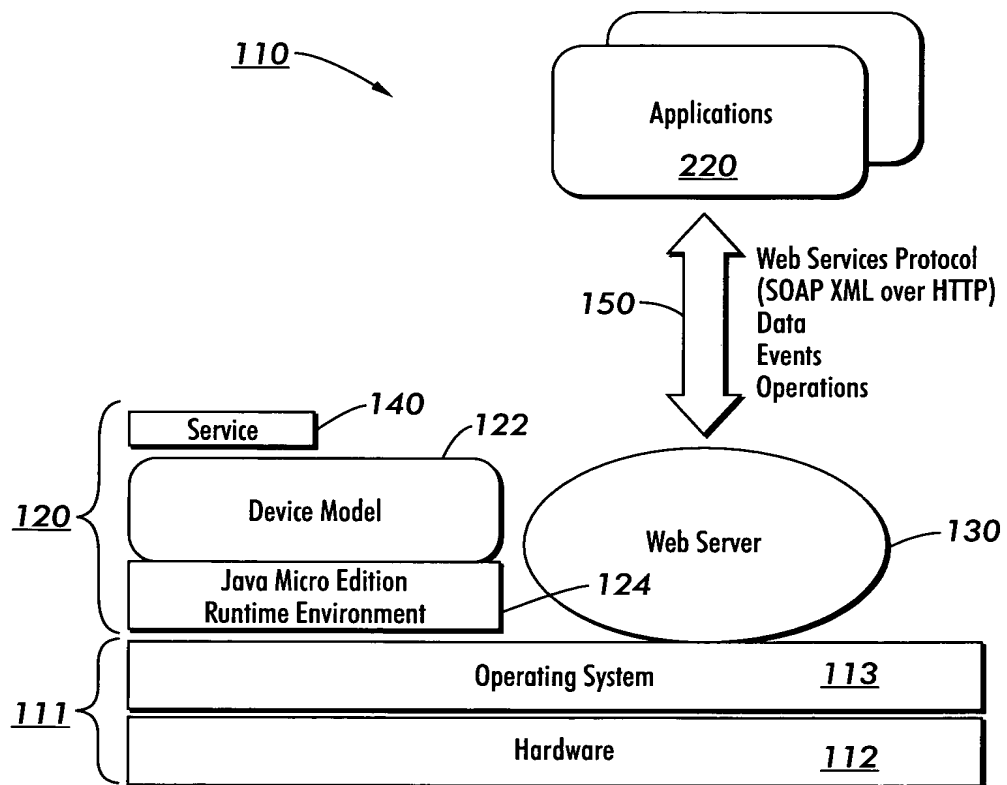 110
Applications
220
150
Web Services Protocol
(SOAP XML over HTTP)
Data
Events
Operations
140
Service
122
120
Device Model
Web Server
130
Java Micro Edition
Runtime Environment
124
111
Operating System
113
Hardware
112